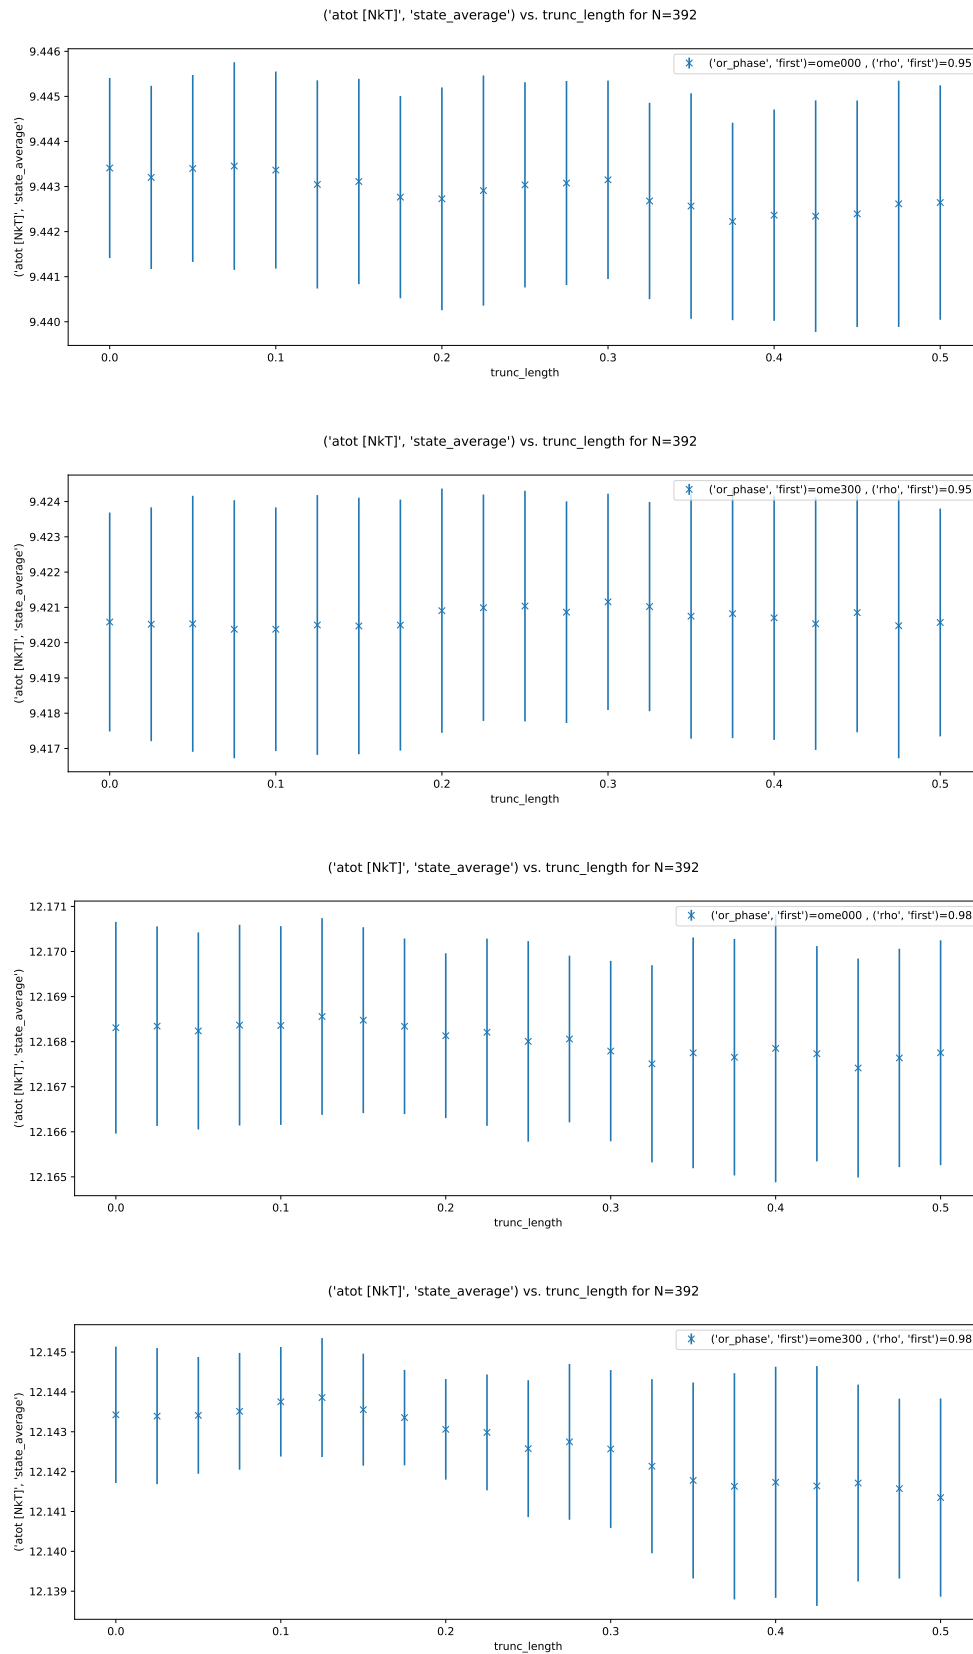 ('atot [NkT]', 'state_average') vs. trunc_length for N=392
('or_phase', 'first')=ome000 , ('rho', 'first')=0.95
('atot [NkT]', 'state_average')
9.446
9.445
9.444
9.443
9.442
9.441
9.440
0.0 0.1 0.2 0.3 0.4 0.5
trunc_length
('atot [NkT]', 'state_average') vs. trunc_length for N=392
('or_phase', 'first')=ome300 , ('rho', 'first')=0.95
('atot [NkT]', 'state_average')
9.424
9.423
9.422
9.421
9.420
9.419
9.418
9.417
0.0 0.1 0.2 0.3 0.4 0.5
trunc_length
('atot [NkT]', 'state_average') vs. trunc_length for N=392
('or_phase', 'first')=ome000 , ('rho', 'first')=0.98
('atot [NkT]', 'state_average')
12.171
12.170
12.169
12.168
12.167
12.166
12.165
0.0 0.1 0.2 0.3 0.4 0.5
trunc_length
('atot [NkT]', 'state_average') vs. trunc_length for N=392
('or_phase', 'first')=ome300 , ('rho', 'first')=0.98
('atot [NkT]', 'state_average')
12.145
12.144
12.143
12.142
12.141
12.140
12.139
0.0 0.1 0.2 0.3 0.4 0.5
trunc_length